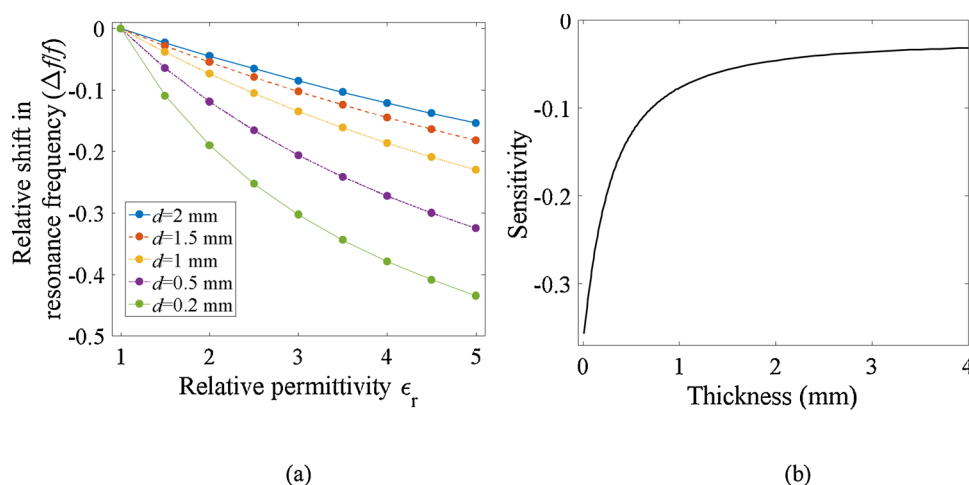 Relative shift in
resonance frequency (Δf/f)
0
-0.1
-0.2
-0.3
-0.4
-0.5
d=2 mm
d=1.5 mm
d=1 mm
d=0.5 mm
d=0.2 mm
1 2 3 4 5
Relative permittivity ϵr
(a)
Sensitivity
0
-0.1
-0.2
-0.3
0 1 2 3 4
Thickness (mm)
(b)